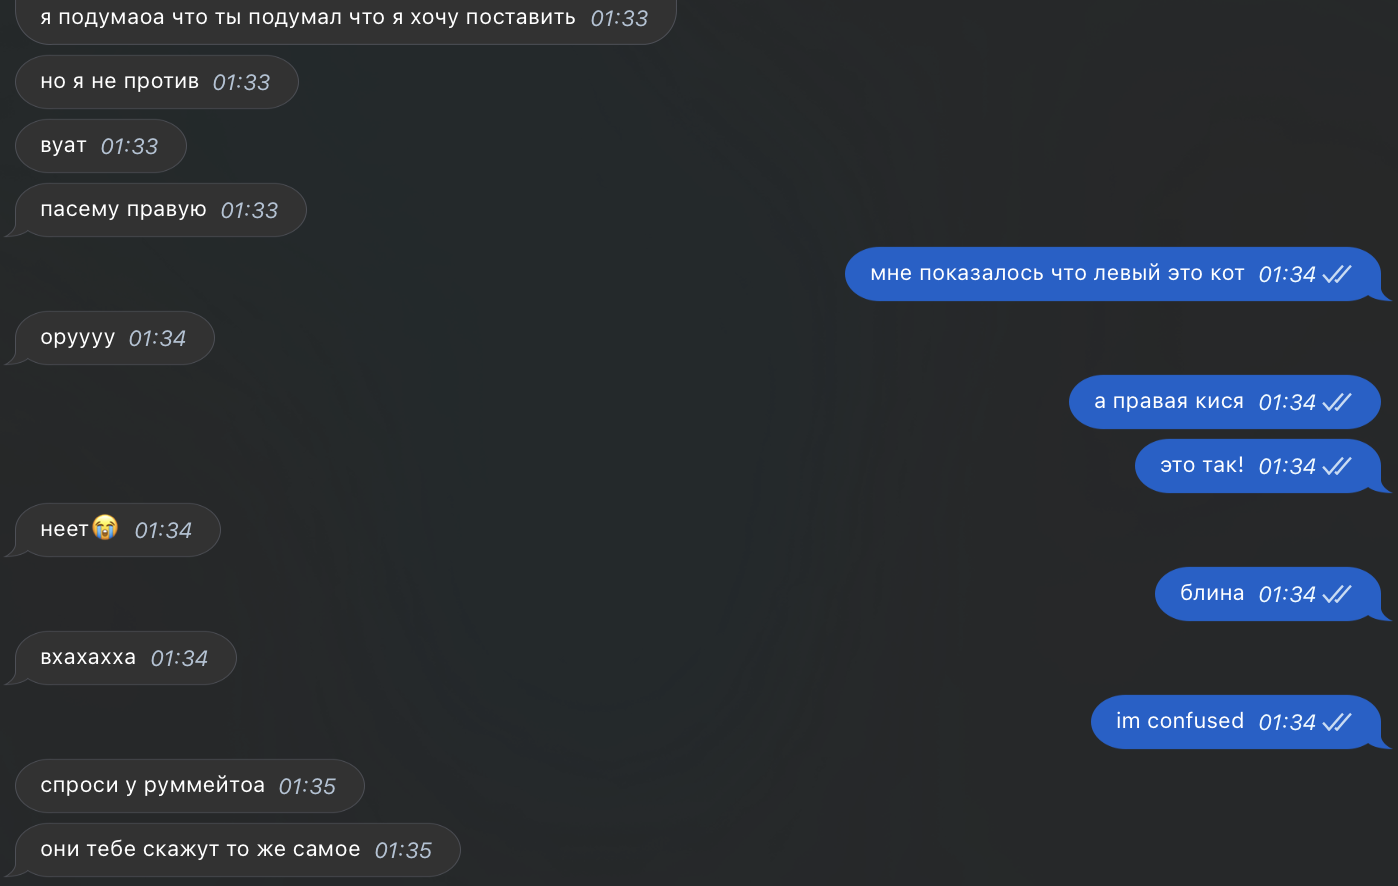 я подумаоа что ты подумал что я хочу поставить 01:33
но я не против 01:33
вуат 01:33
пасему правую 01:33
мне показалось что левый это кот 01:34
оруууу 01:34
а правая кися 01:34
это так! 01:34
неет😭 01:34
блина 01:34
вхахахха 01:34
im confused 01:34
спроси у руммейтоа 01:35
они тебе скажут то же самое 01:35